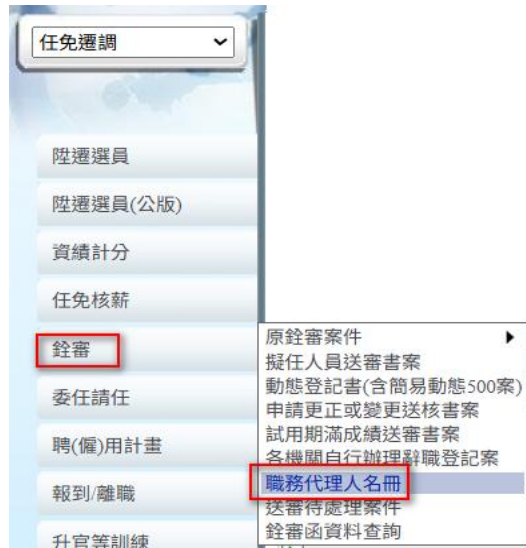 任免遷調
陞遷選員
陞遷選員(公版)
資績計分
任免核薪
銓審
委任請任
聘(僱)用計畫
報到/離職
升官等訓練
原銓審案件
擬任人員送審書案
動態登記書(含簡易動態500案)
申請更正或變更送核書案
試用期滿成績送審書案
各機關自行辦理辭職登記案
職務代理人名冊
送審待處理案件
銓審函資料查詢